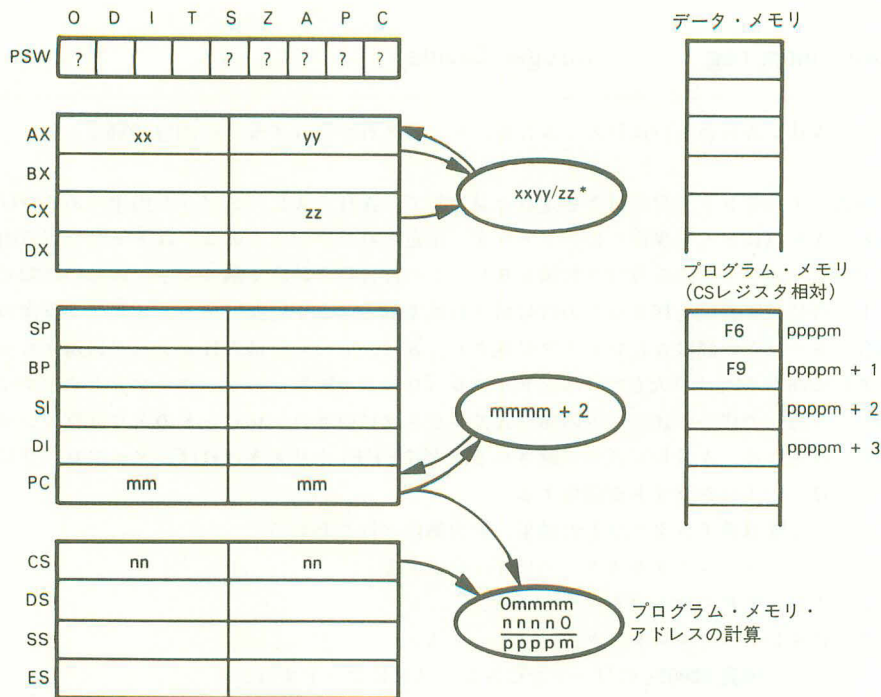 O D I T S Z A P C
PSW ? ? ? ? ? ?
AX xx yy
BX
CX zz
DX
xxyy/zz *
SP
BP
SI
DI
PC mm mm
mmmm + 2
CS nn nn
DS
SS
ES
0mmmm
nnnn0
ppppm
プログラム・メモリ・
アドレスの計算
データ・メモリ
プログラム・メモリ
(CSレジスタ相対)
F6 ppppm
F9 ppppm + 1
ppppm + 2
ppppm + 3